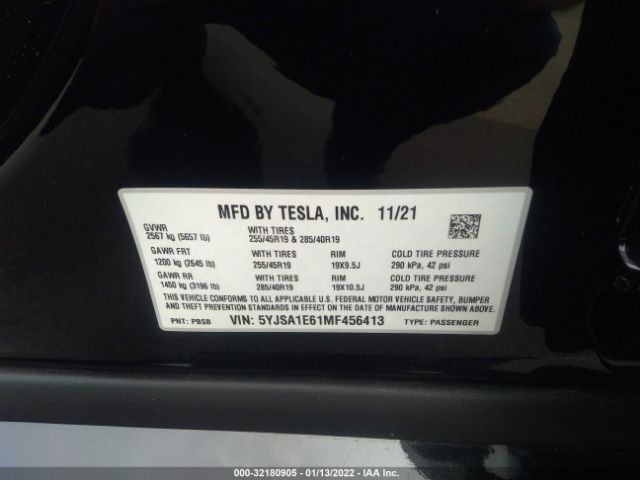 MFD BY TESLA, INC. 11/21
GVWR
2567 kg (5657 lb)
WITH TIRES
255/45R19 & 285/40R19
GAWR FRT
1200 kg (2645 lb)
WITH TIRES
255/45R19
RIM
19X9.5J
COLD TIRE PRESSURE
290 kPa, 42 psi
GAWR RR
1450 kg (3196 lb)
WITH TIRES
285/40R19
RIM
19X10.5J
COLD TIRE PRESSURE
290 kPa, 42 psi
THIS VEHICLE CONFORMS TO ALL APPLICABLE U.S. FEDERAL MOTOR VEHICLE SAFETY, BUMPER
AND THEFT PREVENTION STANDARDS IN EFFECT ON THE DATE OF MANUFACTURE SHOWN ABOVE.
PNT: PBSB VIN: 5YJSA1E61MF456413 TYPE: PASSENGER
000-32180905 - 01/13/2022 - IAA Inc.